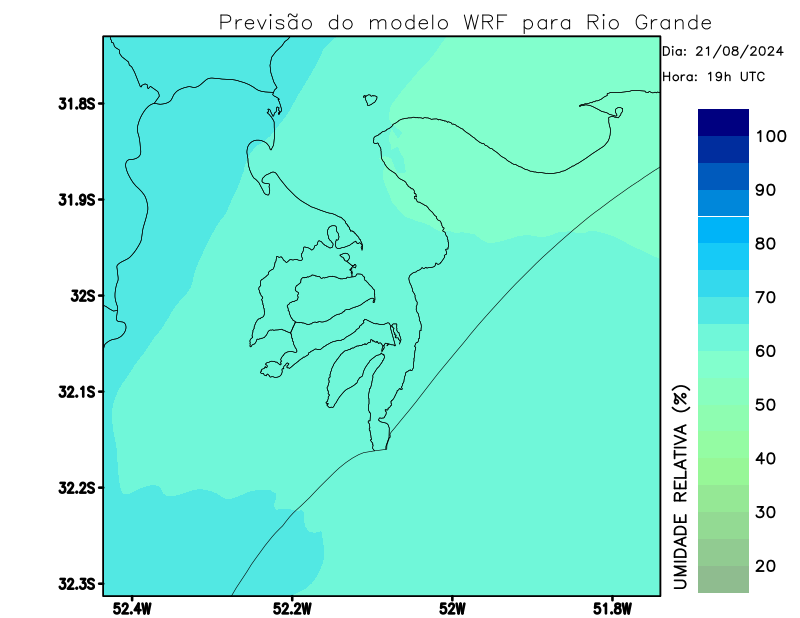 Previsão do modelo WRF para Rio Grande
Dia: 21/08/2024
Hora: 19h UTC
31.8S
31.9S
32S
32.1S
32.2S
32.3S
52.4W
52.2W
52W
51.8W
100
90
80
70
60
50
40
30
20
UMIDADE RELATIVA (%)